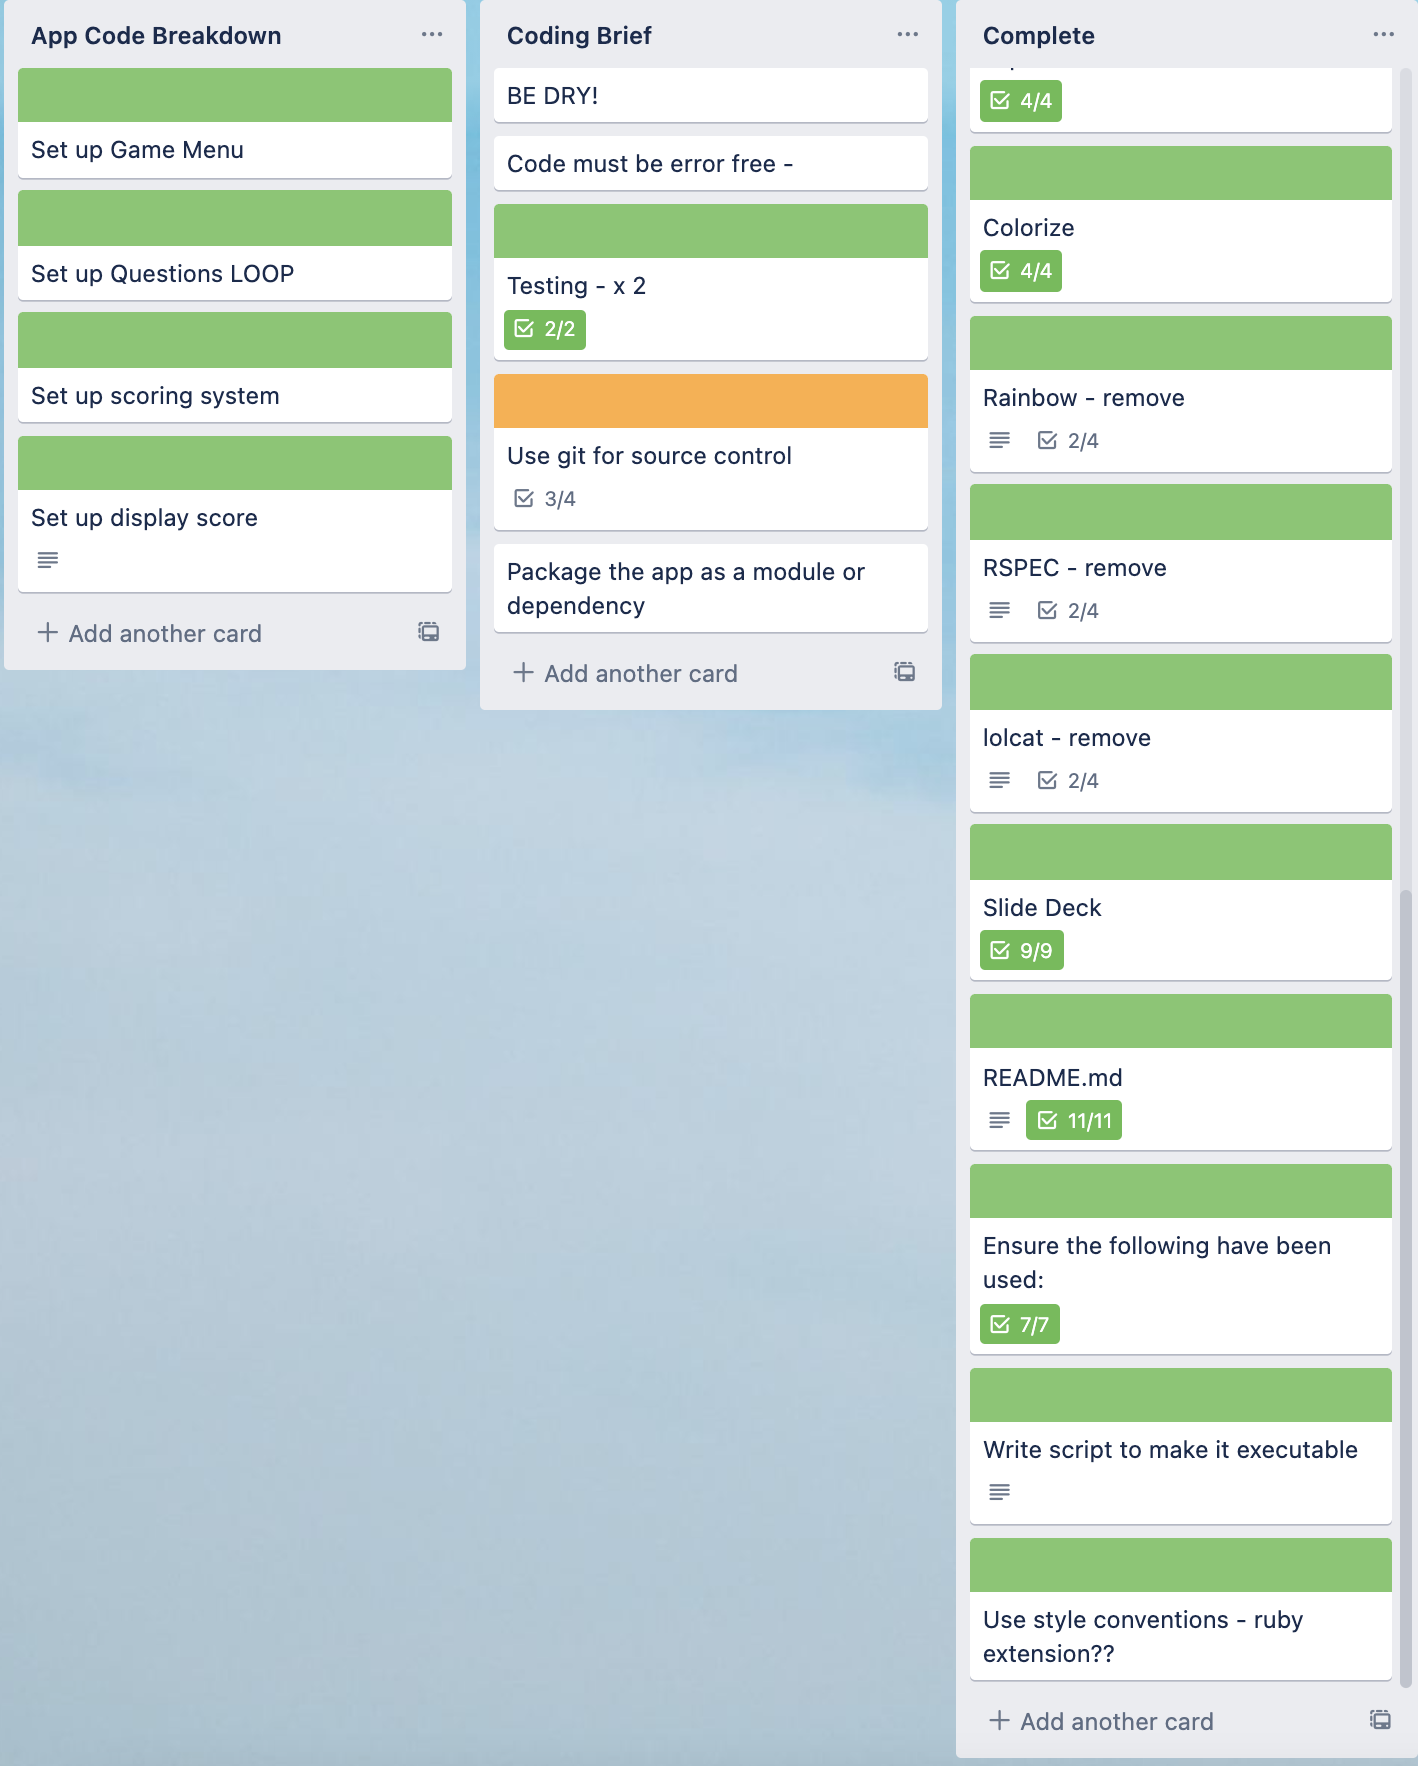 App Code Breakdown
Set up Game Menu
Set up Questions LOOP
Set up scoring system
Set up display score
Add another card
Coding Brief
BE DRY!
Code must be error free -
Testing - x 2
2/2
Use git for source control
3/4
Package the app as a module or
dependency
Add another card
Complete
4/4
Colorize
4/4
Rainbow - remove
2/4
RSPEC - remove
2/4
lolcat - remove
2/4
Slide Deck
9/9
README.md
11/11
Ensure the following have been
used:
7/7
Write script to make it executable
Use style conventions - ruby
extension??
Add another card